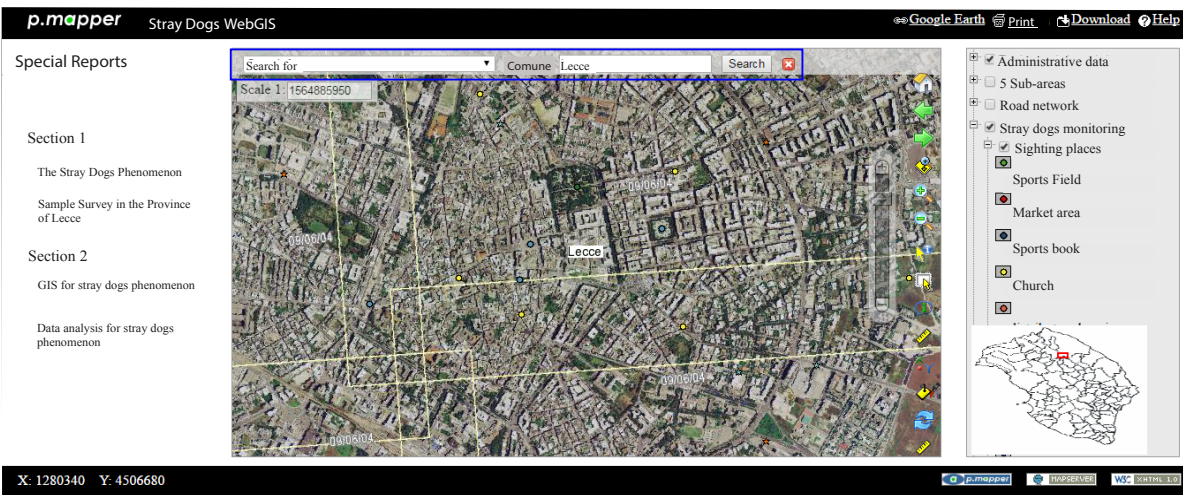 p.mapper Stray Dogs WebGIS Google Earth Print Download Help
Special Reports
Section 1
The Stray Dogs Phenomenon
Sample Survey in the Province
of Lecce
Section 2
GIS for stray dogs phenomenon
Data analysis for stray dogs
phenomenon
Search for Comune Lecce Search
Scale 1: 1564885950
09/06/04
09/06/04
Lecce
09/06/04
09/06/04
Administrative data
5 Sub-areas
Road network
Stray dogs monitoring
Sighting places
Sports Field
Market area
Sports book
Church
X: 1280340 Y: 4506680
p.mapper MAPSERVER W3C XHTML 1.0